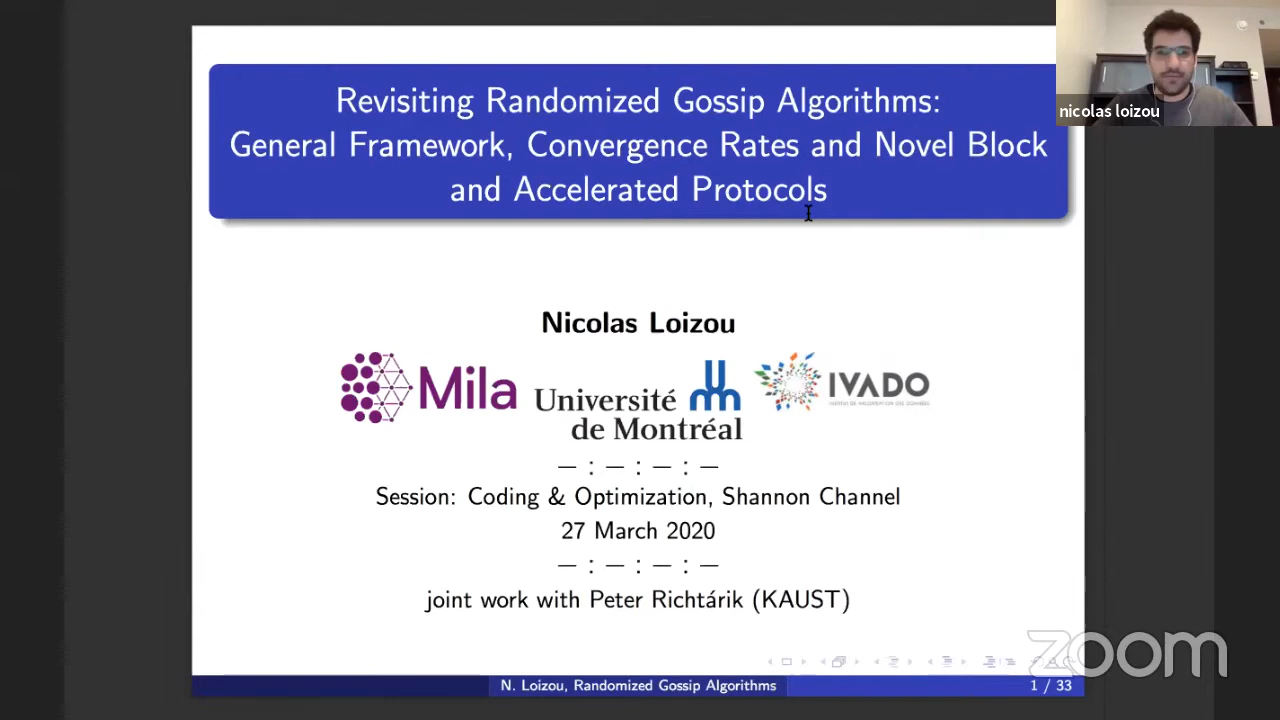 Revisiting Randomized Gossip Algorithms:
General Framework, Convergence Rates and Novel Block
and Accelerated Protocols
nicolas loizou
Nicolas Loizou
Mila
Université
de Montréal
IVADO
– : – : – : –
Session: Coding & Optimization, Shannon Channel
27 March 2020
– : – : – : –
joint work with Peter Richtárik (KAUST)
zoom
N. Loizou, Randomized Gossip Algorithms
1 / 33